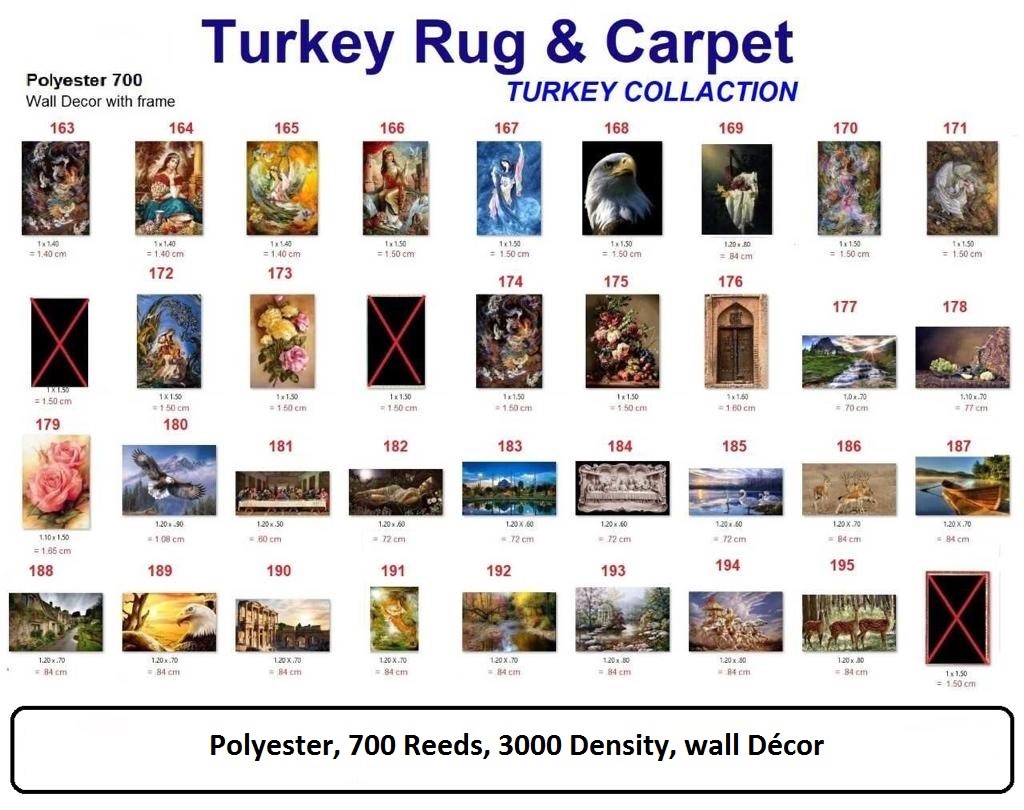 Turkey Rug & Carpet
Polyester 700
TURKEY COLLACTION
Wall Decor with frame
163 164 165 166 167 168 169 170 171
1 x 1.40 1 x 1.40 1 x 1.40 1 x 1.50 1 x 1.50 1 x 1.50 1.20 x .80 1 x 1.50 1 x 1.50
= 1.40 cm = 1.40 cm = 1.40 cm = 1.50 cm = 1.50 cm = 1.50 cm = .84 cm = 1.50 cm = 1.50 cm
172 173 174 175 176 177 178
1 X 1.50 1 X 1.50 1 x 1.50 1 x 1.50 1 x 1.50 1 x 1.50 1 x 1.60 1.0 x .70 1.10 x .70
= 1.50 cm = 1.50 cm = 1.50 cm = 1.50 cm = 1.50 cm = 1.50 cm = 1.60 cm = .70 cm = .77 cm
179 180 181 182 183 184 185 186 187
1.10 x 1.50 1.20 x .90 1.20 x .50 1.20 x .60 1.20 X .60 1.20 x .60 1.20 x .60 1.20 X .70 1.20 X .70
= 1.65 cm = 1.08 cm = .60 cm = .72 cm = .72 cm = .72 cm = .72 cm = .84 cm = .84 cm
188 189 190 191 192 193 194 195
1.20 x .70 1.20 x .70 1.20 X .70 1.20 x .70 1.20 X .70 1.20 x .80 1.20 x .80 1.20 x .80 1 x 1.50
= .84 cm = .84 cm = .84 cm = .84 cm = .84 cm = .84 cm = .84 cm = .84 cm = 1.50 cm
Polyester, 700 Reeds, 3000 Density, wall Décor